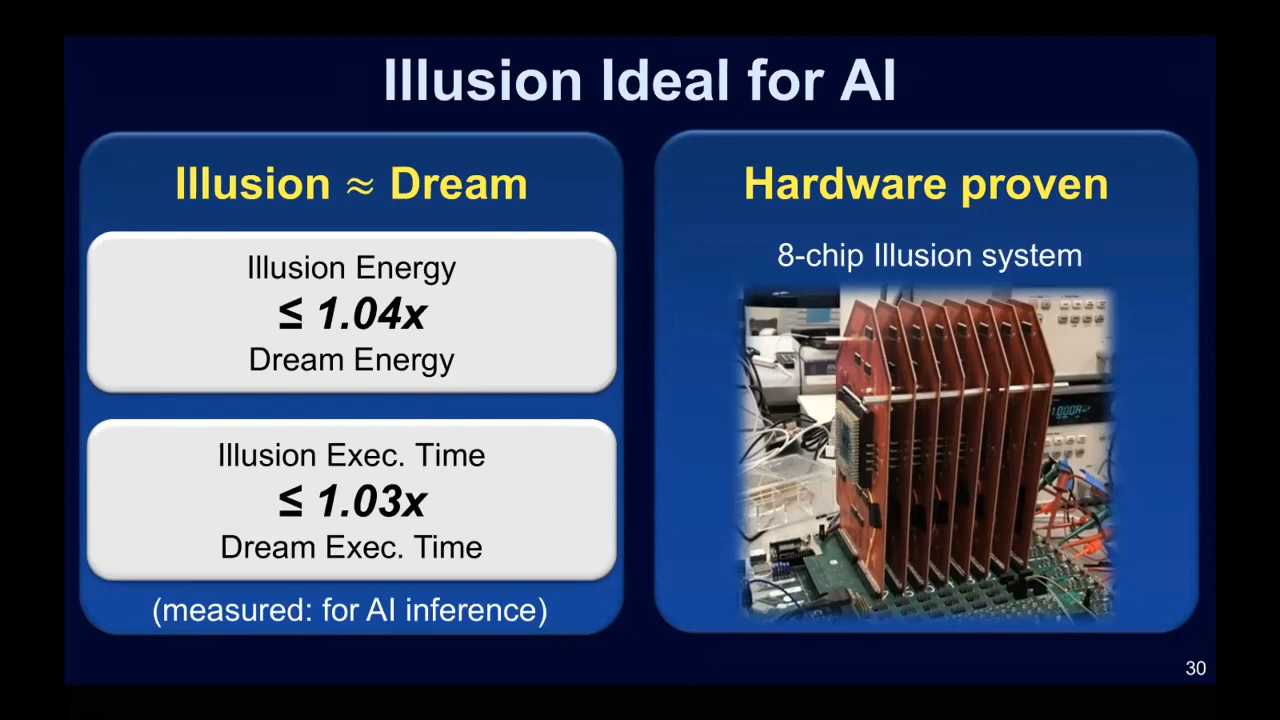 Illusion Ideal for AI
Illusion ≈ Dream
Illusion Energy
≤ 1.04x
Dream Energy
Illusion Exec. Time
≤ 1.03x
Dream Exec. Time
(measured: for AI inference)
Hardware proven
8-chip Illusion system
30